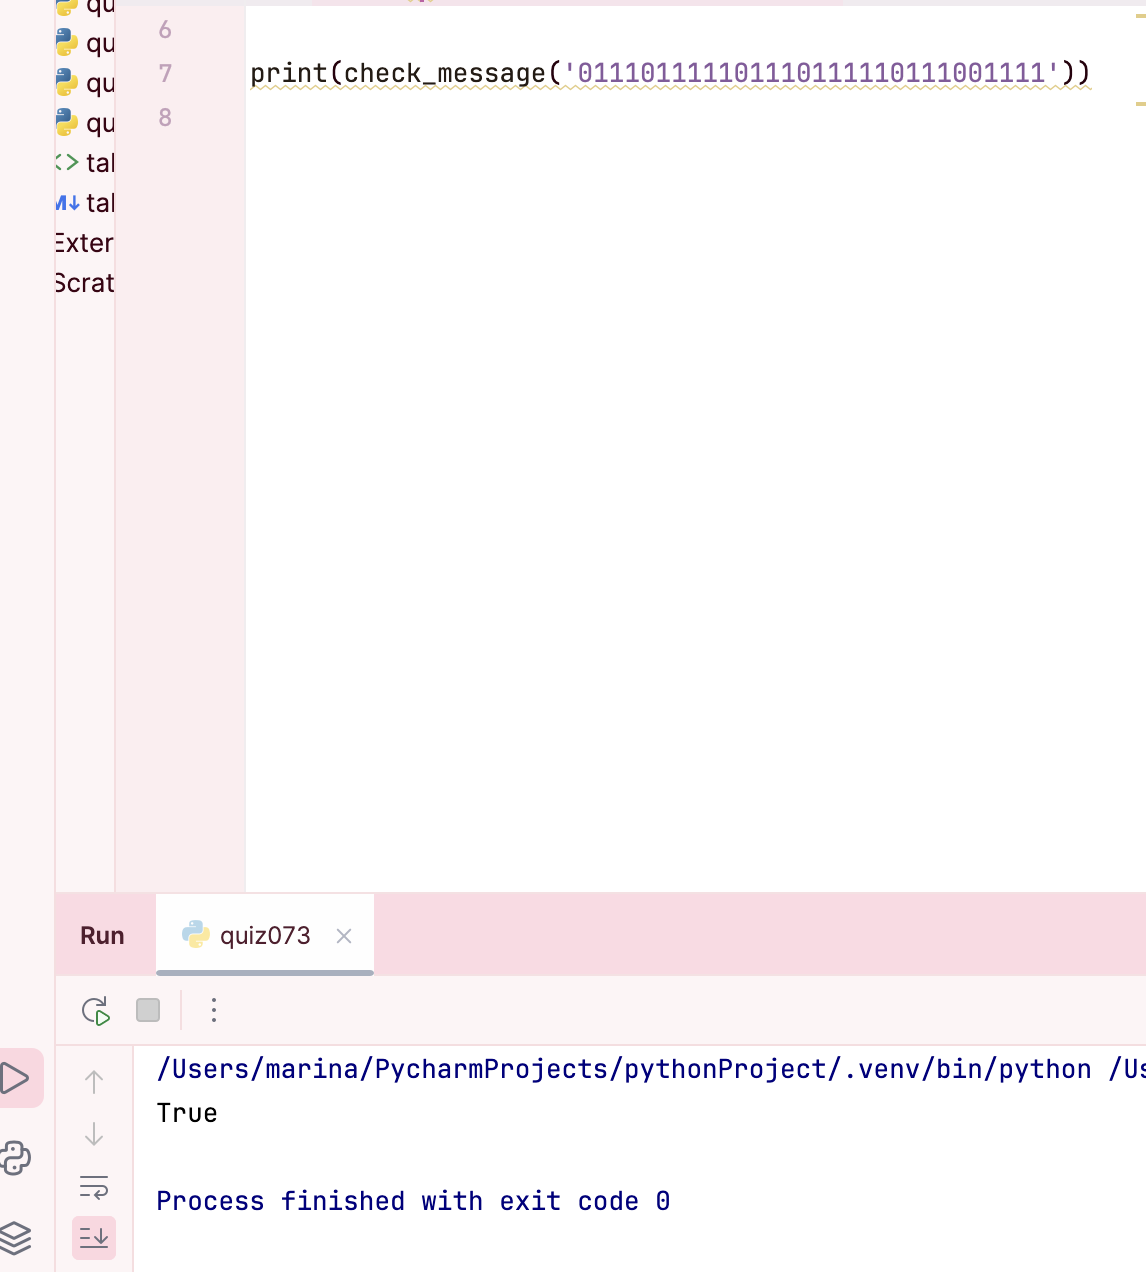 qu
qu
qu
qu
tal
M↓ tal
Exter
Scrat
6
7 print(check_message('011101111101110111110111001111'))
8
Run quiz073
/Users/marina/PycharmProjects/pythonProject/.venv/bin/python /Us
True
Process finished with exit code 0